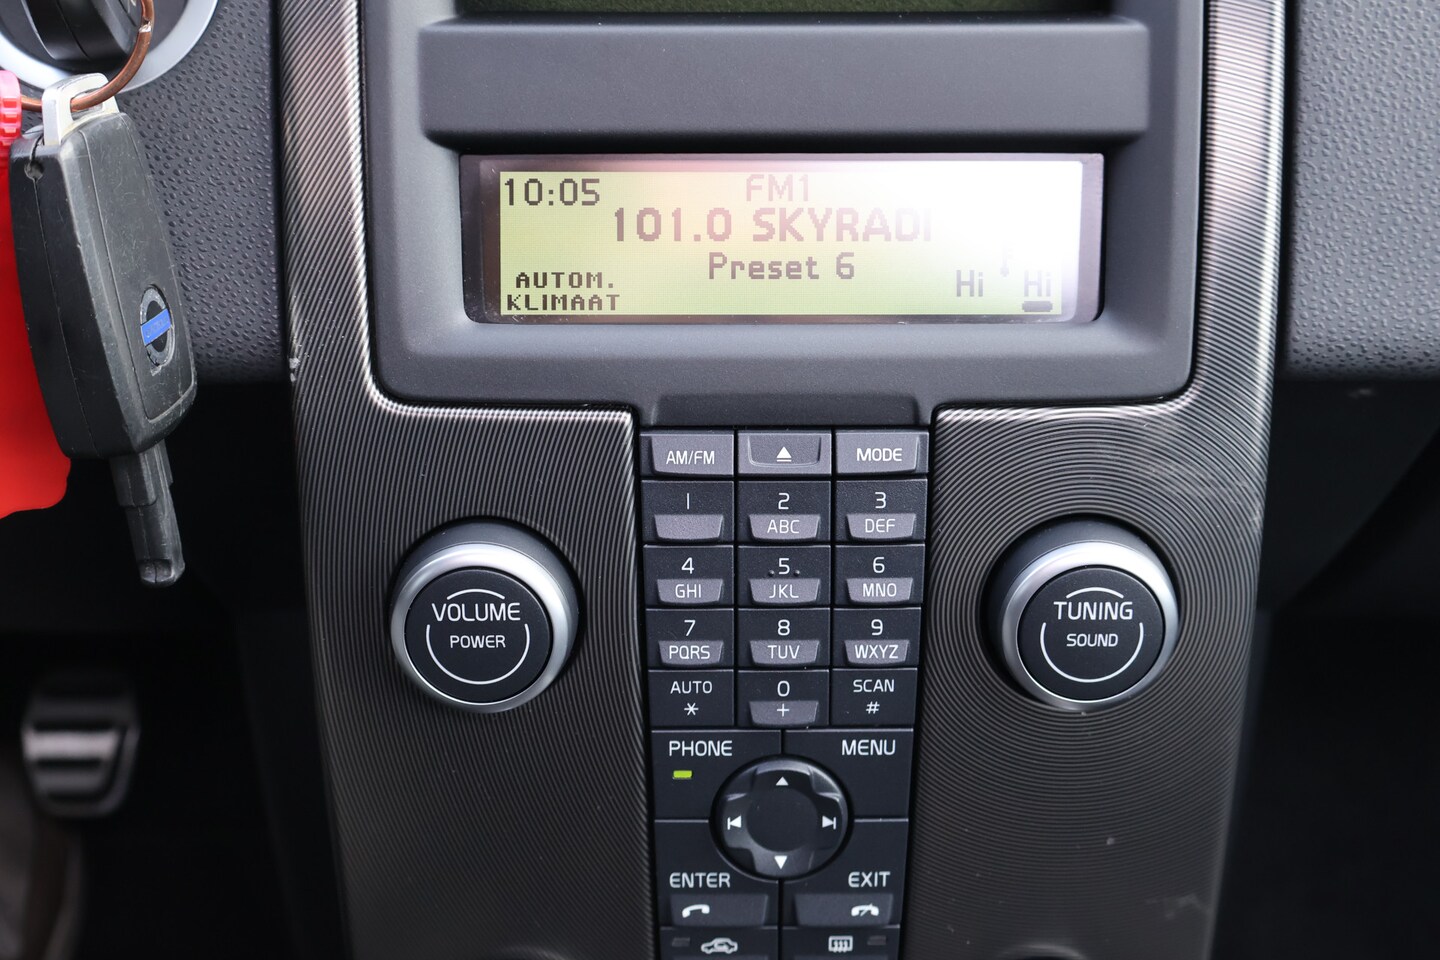 10:05
FM1
101.0 SKYRADI
Preset 6
AUTOM.
KLIMAAT
Hi Hi
AM/FM MODE
1 2 3
ABC DEF
4 5 6
GHI JKL MNO
7 8 9
PQRS TUV WXYZ
AUTO 0 SCAN
* + #
VOLUME
POWER
TUNING
SOUND
PHONE MENU
ENTER EXIT